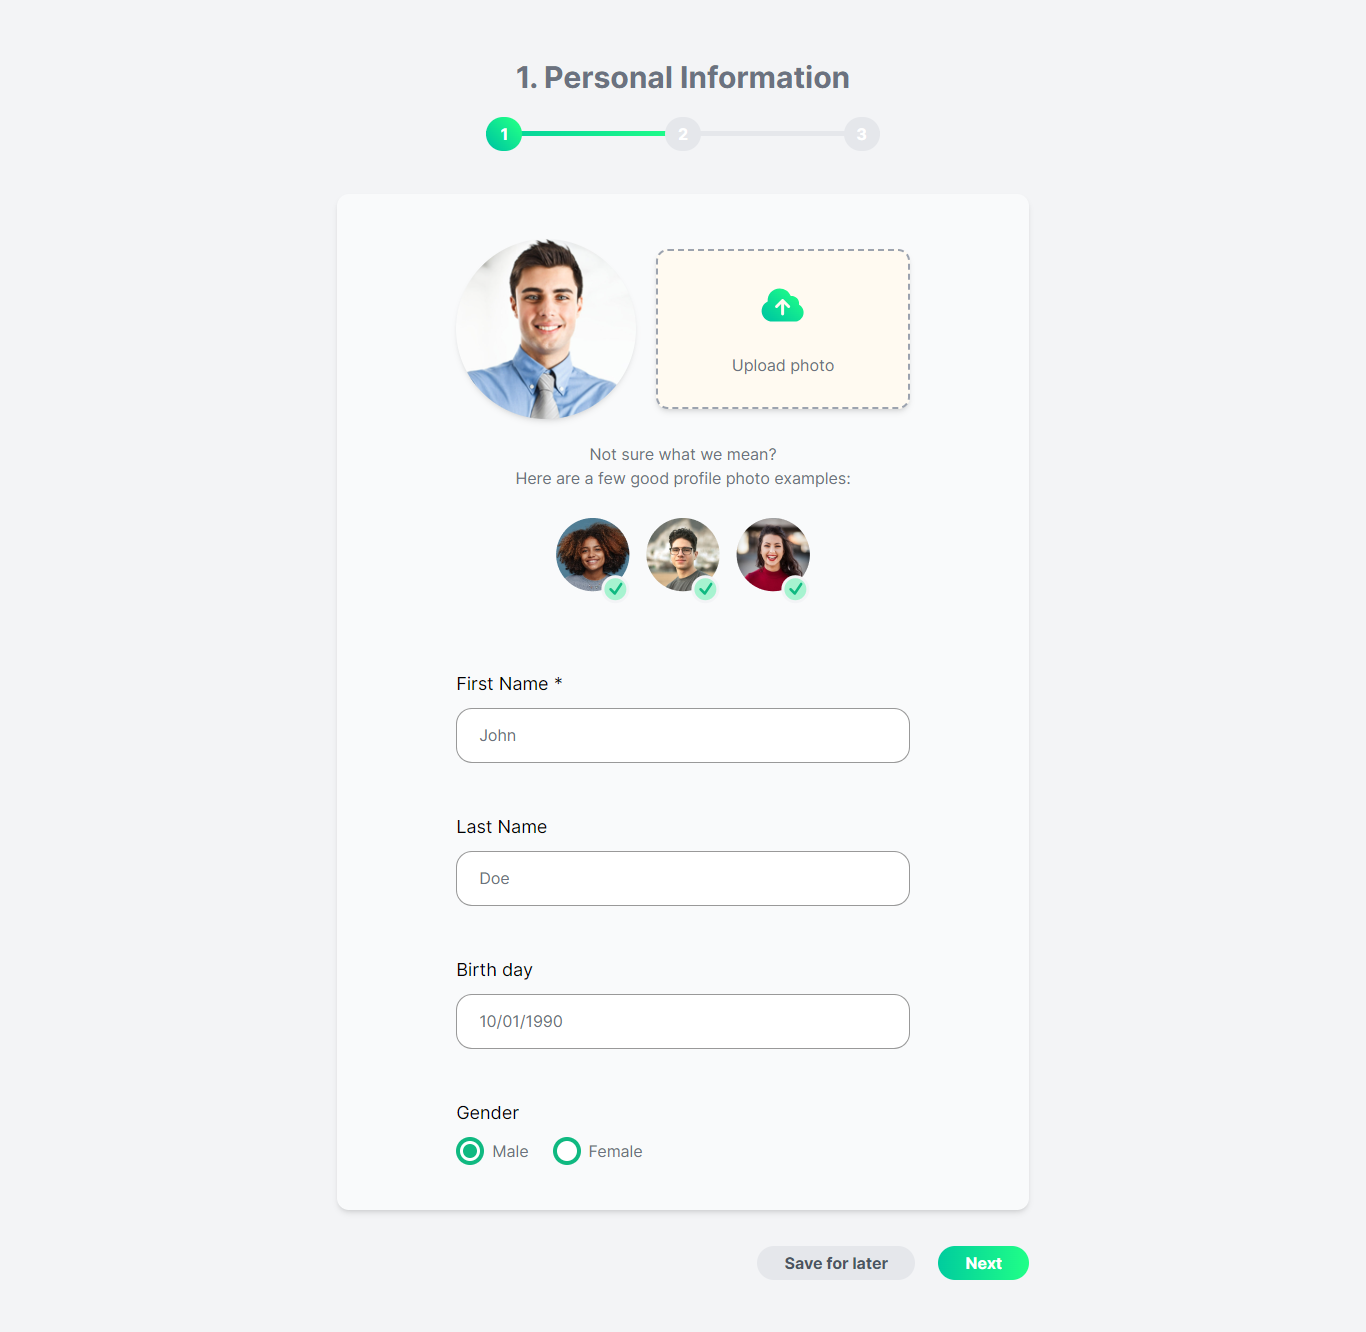 1. Personal Information
1 2 3
Upload photo
Not sure what we mean?
Here are a few good profile photo examples:
First Name *
John
Last Name
Doe
Birth day
10/01/1990
Gender
Male Female
Save for later Next